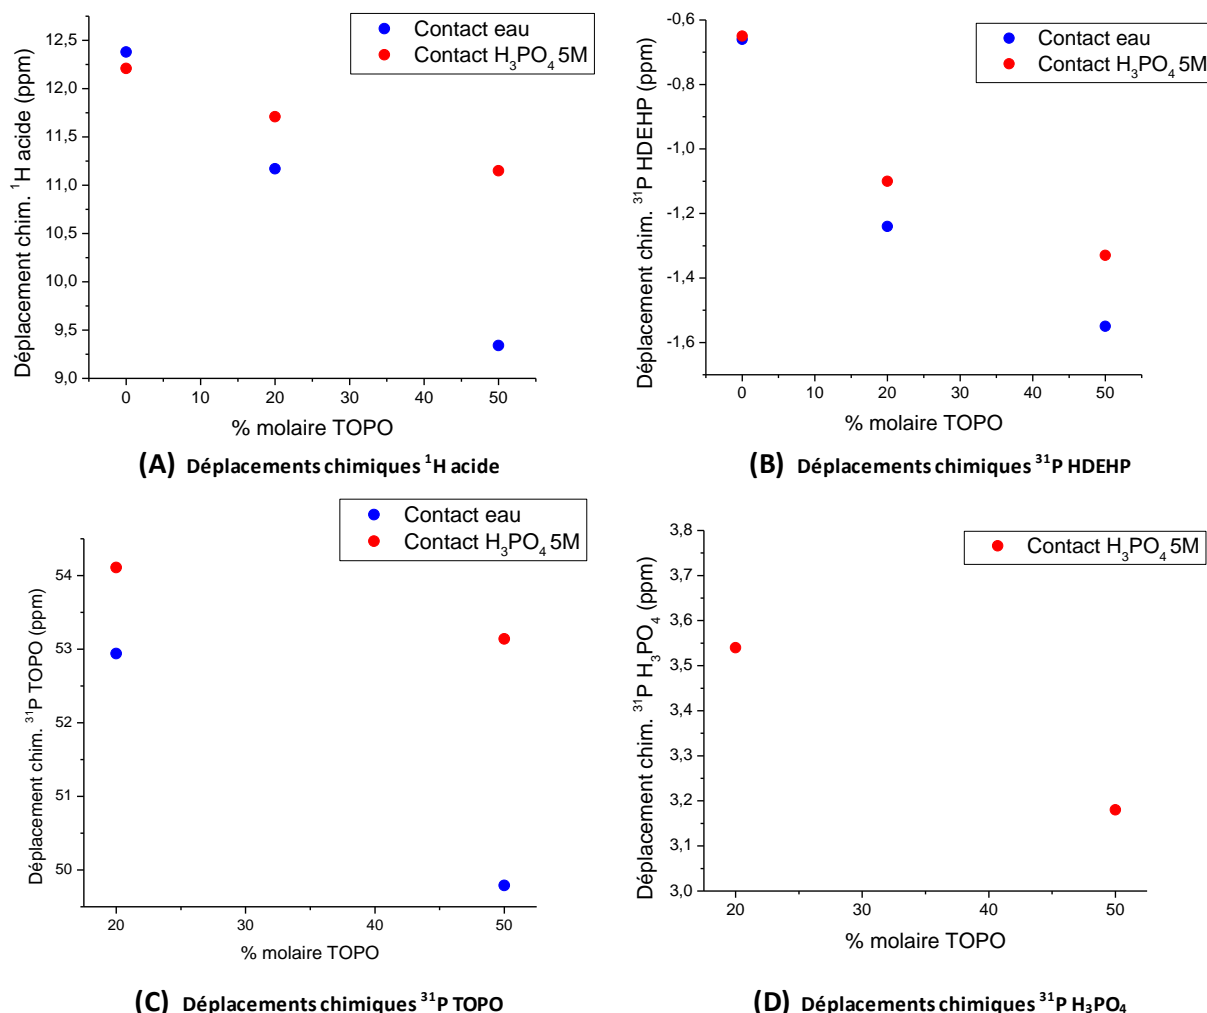 Contact eau
Contact H₃PO₄ 5M
Déplacement chim. ¹H acide (ppm)
12,5
12,0
11,5
11,0
10,5
10,0
9,5
9,0
0 10 20 30 40 50
% molaire TOPO
(A) Déplacements chimiques ¹H acide
Contact eau
Contact H₃PO₄ 5M
Déplacement chim. ³¹P HDEHP (ppm)
-0,6
-0,8
-1,0
-1,2
-1,4
-1,6
0 10 20 30 40 50
% molaire TOPO
(B) Déplacements chimiques ³¹P HDEHP
Contact eau
Contact H₃PO₄ 5M
Déplacement chim. ³¹P TOPO (ppm)
54
53
52
51
50
20 30 40 50
% molaire TOPO
(C) Déplacements chimiques ³¹P TOPO
Contact H₃PO₄ 5M
Déplacement chim. ³¹P H₃PO₄ (ppm)
3,8
3,7
3,6
3,5
3,4
3,3
3,2
3,1
3,0
20 30 40 50
% molaire TOPO
(D) Déplacements chimiques ³¹P H₃PO₄